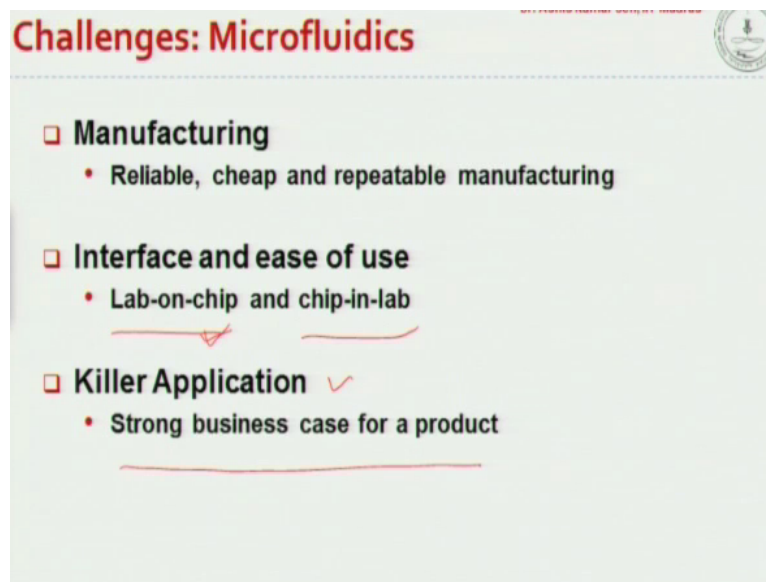 Challenges: Microfluidics
Manufacturing
• Reliable, cheap and repeatable manufacturing
Interface and ease of use
• Lab-on-chip and chip-in-lab
Killer Application
• Strong business case for a product